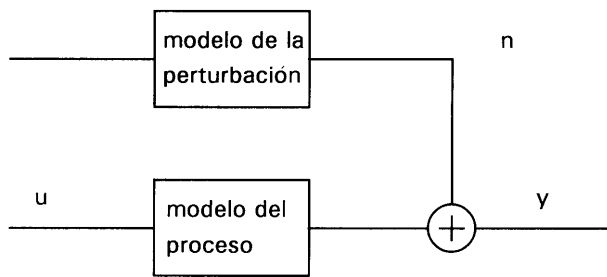 modelo de la
perturbación
n
u
modelo del
proceso
y